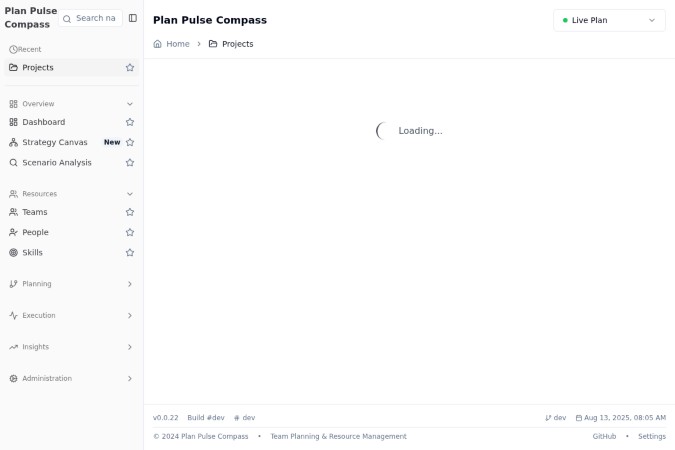 Plan Pulse
Compass
Search na
Recent
Projects
Overview
Dashboard
Strategy Canvas New
Scenario Analysis
Resources
Teams
People
Skills
Planning
Execution
Insights
Administration
Plan Pulse Compass
Live Plan
Home > Projects
Loading...
v0.0.22 Build #dev # dev
dev Aug 13, 2025, 08:05 AM
© 2024 Plan Pulse Compass • Team Planning & Resource Management
GitHub • Settings